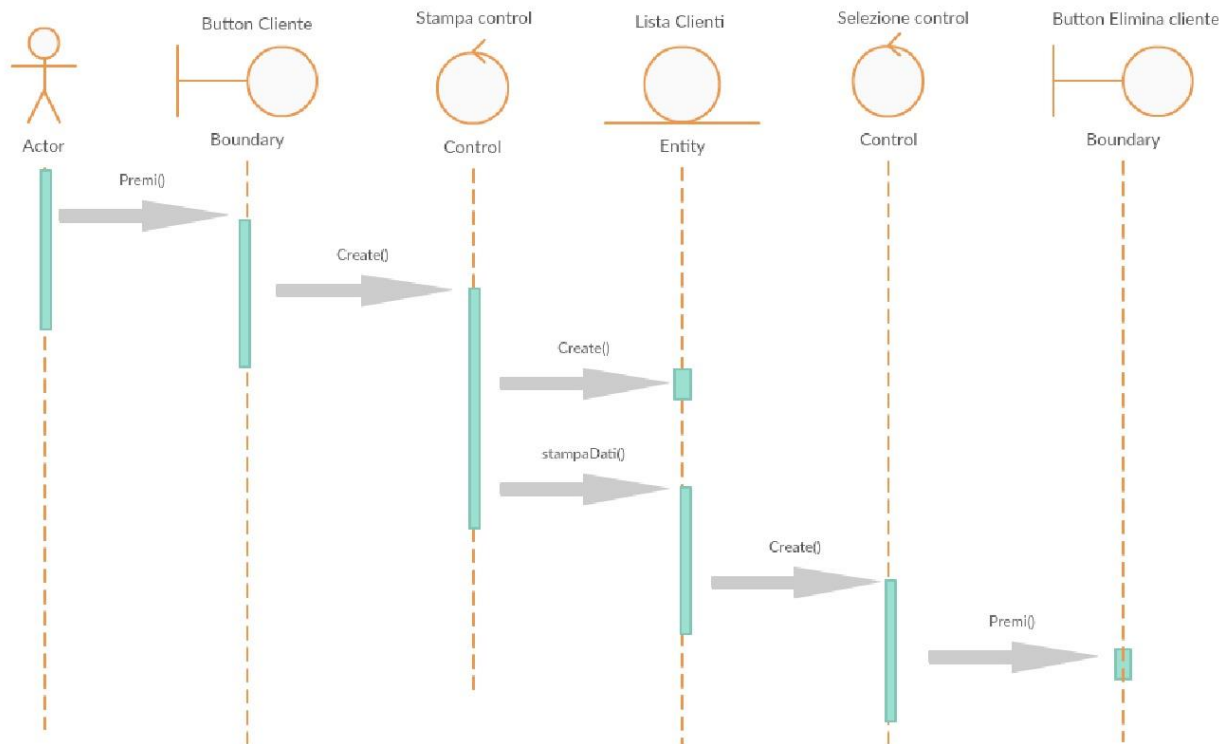 Button Cliente
Stampa control
Lista Clienti
Selezione control
Button Elimina cliente
Actor
Boundary
Control
Entity
Control
Boundary
Premi()
Create()
Create()
stampaDati()
Create()
Premi()